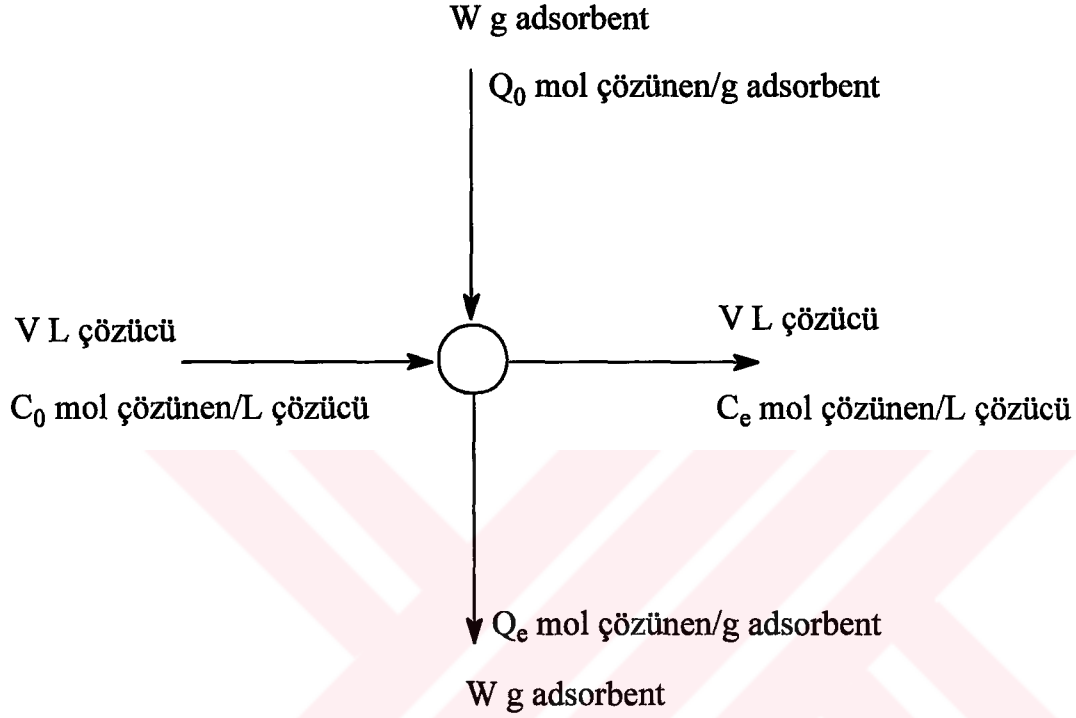 W g adsorbent
Q₀ mol çözünen/g adsorbent
V L çözücü
V L çözücü
C₀ mol çözünen/L çözücü
Cₑ mol çözünen/L çözücü
Qₑ mol çözünen/g adsorbent
W g adsorbent